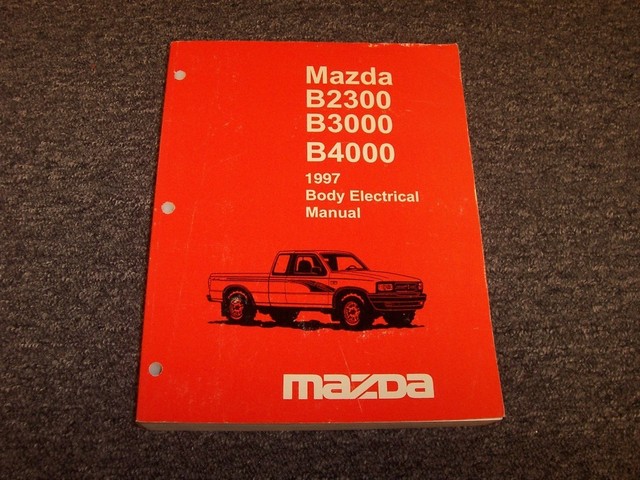 Mazda
B2300
B3000
B4000
1997
Body Electrical
Manual
mazda